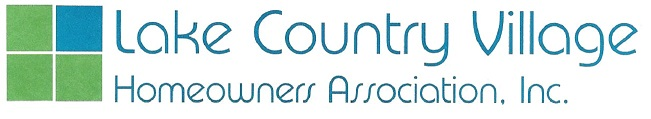 Lake Country Village
Homeowners Association, Inc.